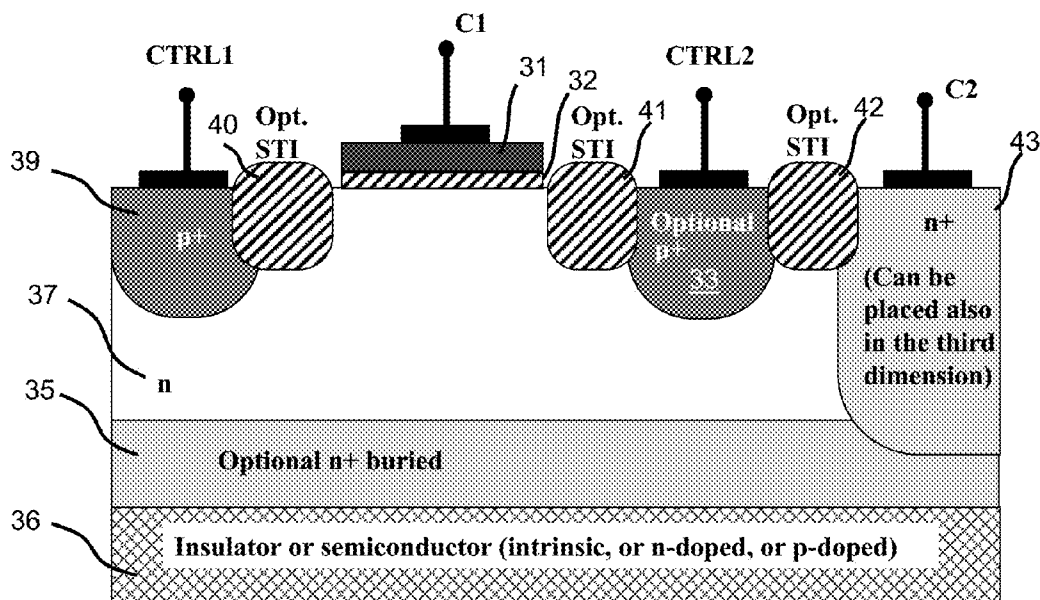 C1
CTRL1
CTRL2
31
32
C2
40
Opt.
STI
Opt.
STI
41
Opt.
STI
42
43
39
p+
Optional
p+
33
n+
(Can be
placed also
in the third
dimension)
37
n
35
Optional n+ buried
36
Insulator or semiconductor (intrinsic, or n-doped, or p-doped)